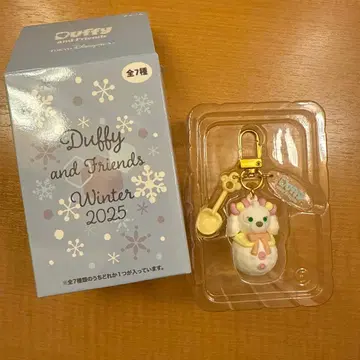 Duffy
and Friends
全7種
Duffy
and Friends
Winter
2025
※全7種類のうちどれか1つが入っています。